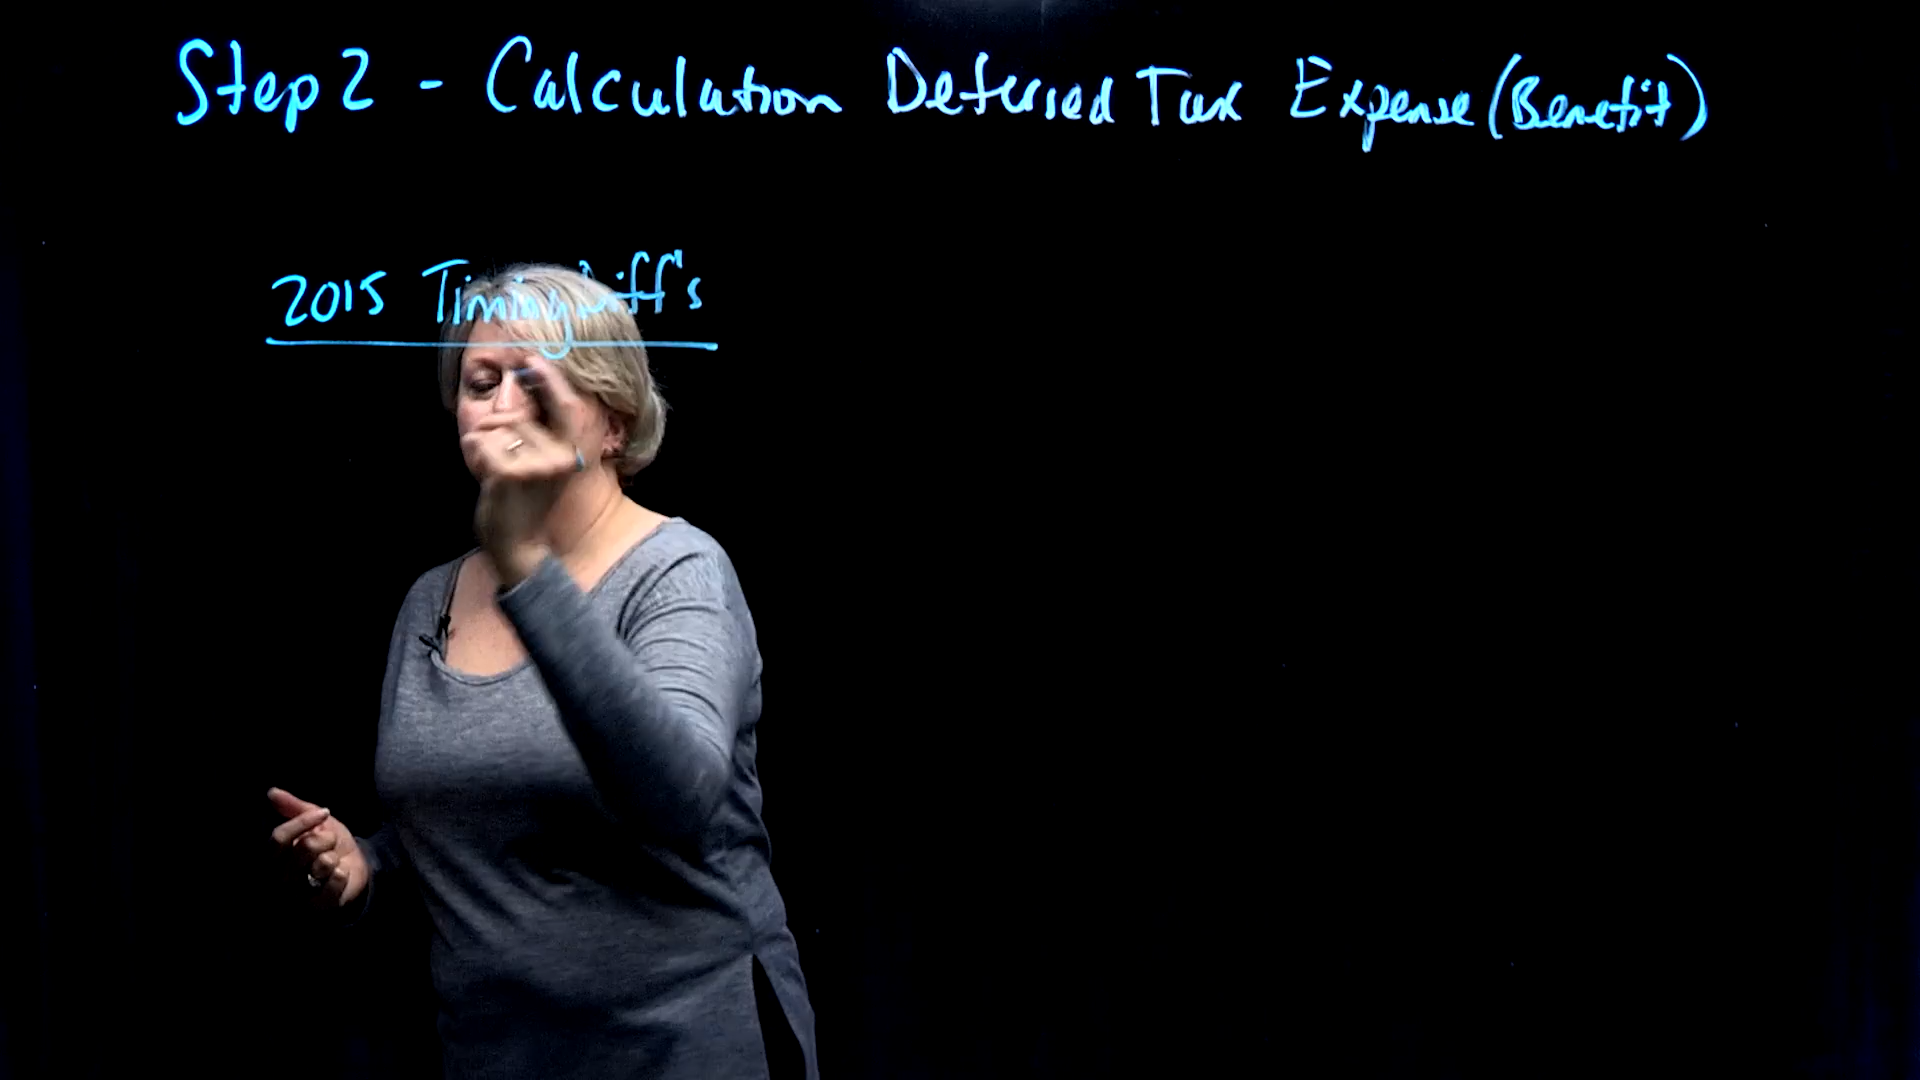 Step 2 - Calculation Deferred Tax Expense (Benefit)
2015 Timing Diff's